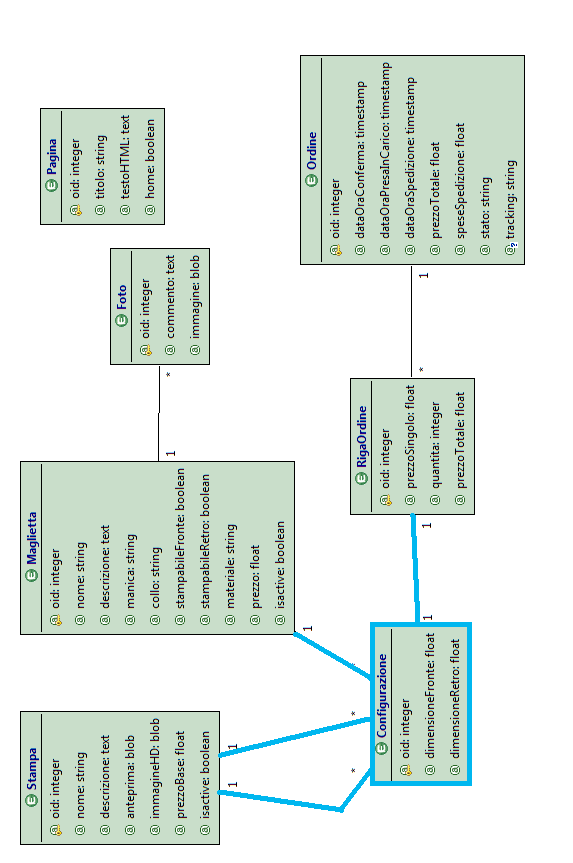 Pagina
oid: integer
titolo: string
testoHTML: text
home: boolean
Foto
oid: integer
commento: text
immagine: blob
Ordine
oid: integer
dataOraConferma: timestamp
dataOraPresaInCarico: timestamp
dataOraSpedizione: timestamp
prezzoTotale: float
speseSpedizione: float
stato: string
tracking: string
Maglietta
oid: integer
nome: string
descrizione: text
manica: string
collo: string
stampabileFronte: boolean
stampabileRetro: boolean
materiale: string
prezzo: float
isactive: boolean
RigaOrdine
oid: integer
prezzoSingolo: float
quantita: integer
prezzoTotale: float
Stampa
oid: integer
nome: string
descrizione: text
anteprima: blob
immagineHD: blob
prezzoBase: float
isactive: boolean
Configurazione
oid: integer
dimensioneFronte: float
dimensioneRetro: float
1
*
1
*
1
1
1
*
1
*
1
*